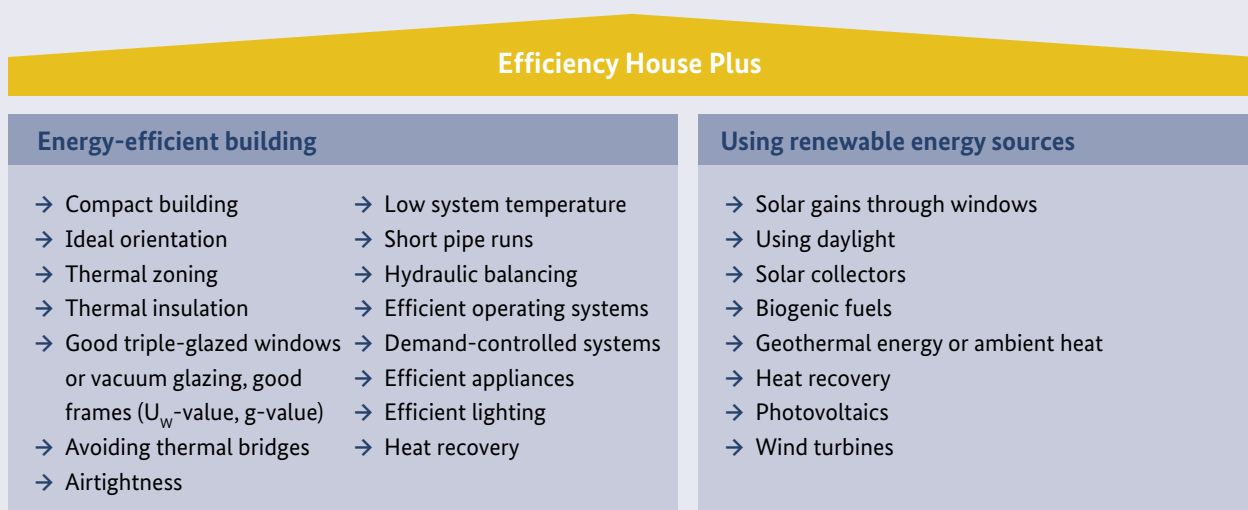 Efficiency House Plus
Energy-efficient building
→ Compact building
→ Ideal orientation
→ Thermal zoning
→ Thermal insulation
→ Good triple-glazed windows
or vacuum glazing, good
frames (U_W-value, g-value)
→ Avoiding thermal bridges
→ Airtightness
→ Low system temperature
→ Short pipe runs
→ Hydraulic balancing
→ Efficient operating systems
→ Demand-controlled systems
→ Efficient appliances
→ Efficient lighting
→ Heat recovery
Using renewable energy sources
→ Solar gains through windows
→ Using daylight
→ Solar collectors
→ Biogenic fuels
→ Geothermal energy or ambient heat
→ Heat recovery
→ Photovoltaics
→ Wind turbines